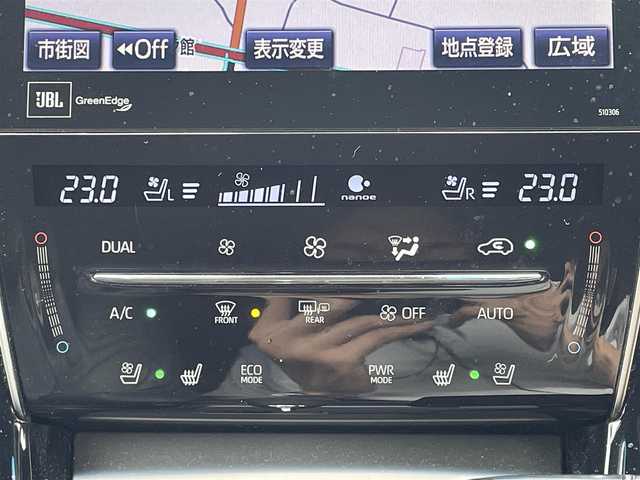 館
市街図 ◀◀Off 表示変更 地点登録 広域
JBL GreenEdge
510306
23.0 L nanoe R 23.0
DUAL
A/C FRONT REAR OFF AUTO
ECO MODE PWR MODE